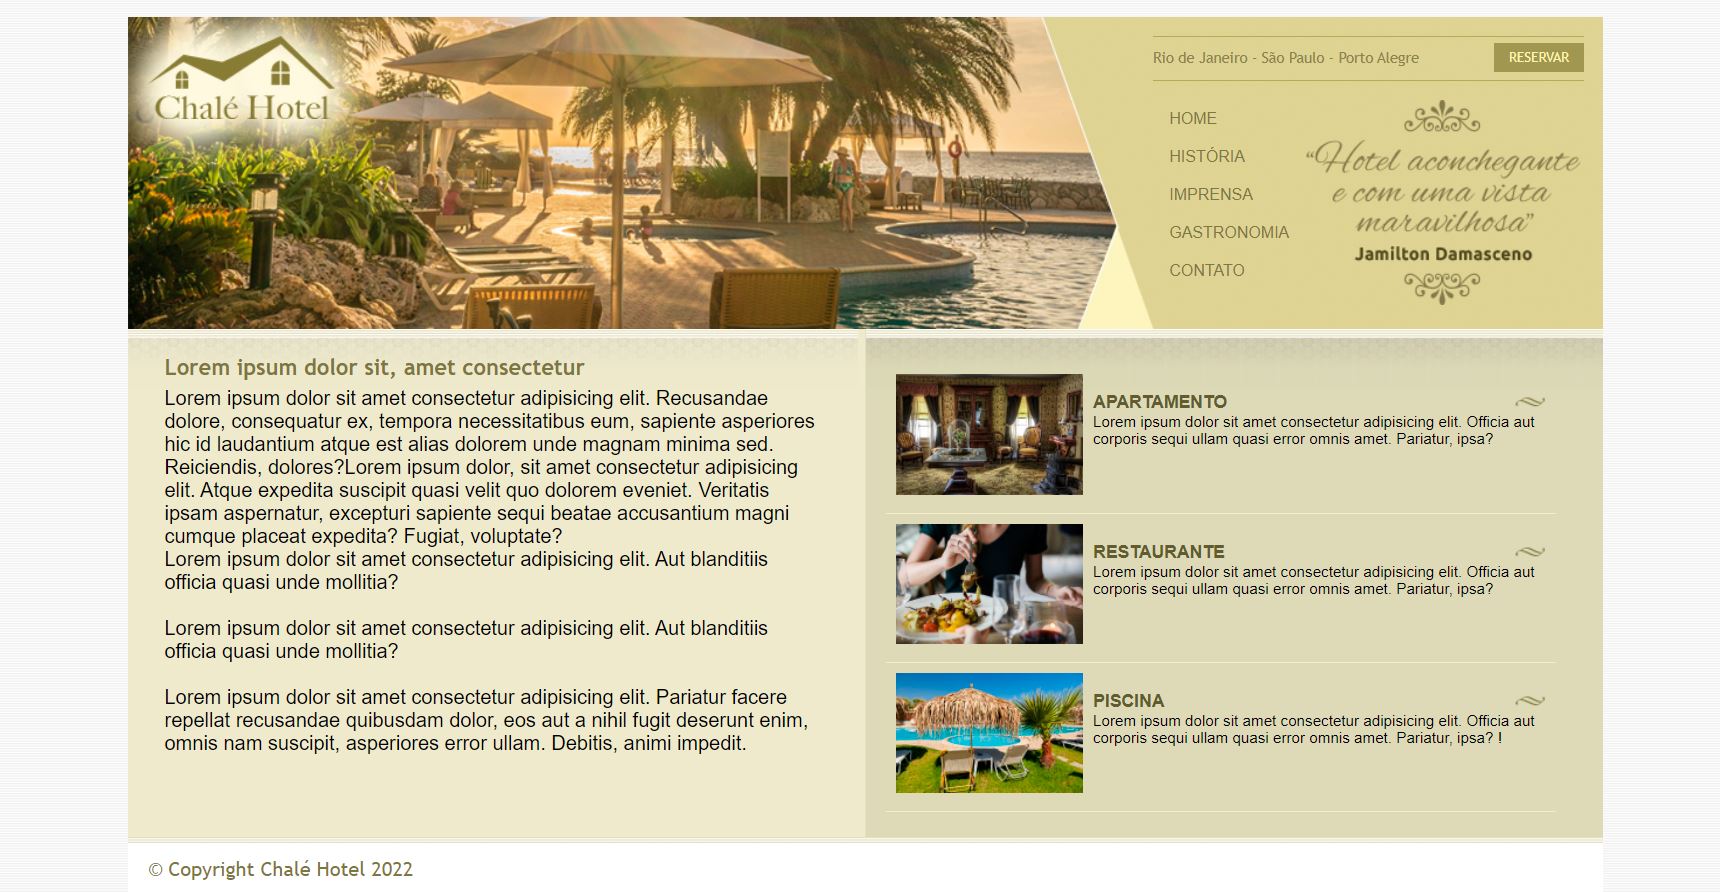 Chalé Hotel
Rio de Janeiro - São Paulo - Porto Alegre
RESERVAR
HOME
HISTÓRIA
IMPRENSA
GASTRONOMIA
CONTATO
“Hotel aconchegante
e com uma vista
maravilhosa”
Jamilton Damasceno
Lorem ipsum dolor sit, amet consectetur
Lorem ipsum dolor sit amet consectetur adipisicing elit. Recusandae
dolore, consequatur ex, tempora necessitatibus eum, sapiente asperiores
hic id laudantium atque est alias dolorem unde magnam minima sed.
Reiciendis, dolores?Lorem ipsum dolor, sit amet consectetur adipisicing
elit. Atque expedita suscipit quasi velit quo dolorem eveniet. Veritatis
ipsam aspernatur, excepturi sapiente sequi beatae accusantium magni
cumque placeat expedita? Fugiat, voluptate?
Lorem ipsum dolor sit amet consectetur adipisicing elit. Aut blanditiis
officia quasi unde mollitia?
Lorem ipsum dolor sit amet consectetur adipisicing elit. Aut blanditiis
officia quasi unde mollitia?
Lorem ipsum dolor sit amet consectetur adipisicing elit. Pariatur facere
repellat recusandae quibusdam dolor, eos aut a nihil fugit deserunt enim,
omnis nam suscipit, asperiores error ullam. Debitis, animi impedit.
APARTAMENTO
Lorem ipsum dolor sit amet consectetur adipisicing elit. Officia aut
corporis sequi ullam quasi error omnis amet. Pariatur, ipsa?
RESTAURANTE
Lorem ipsum dolor sit amet consectetur adipisicing elit. Officia aut
corporis sequi ullam quasi error omnis amet. Pariatur, ipsa?
PISCINA
Lorem ipsum dolor sit amet consectetur adipisicing elit. Officia aut
corporis sequi ullam quasi error omnis amet. Pariatur, ipsa? !
© Copyright Chalé Hotel 2022